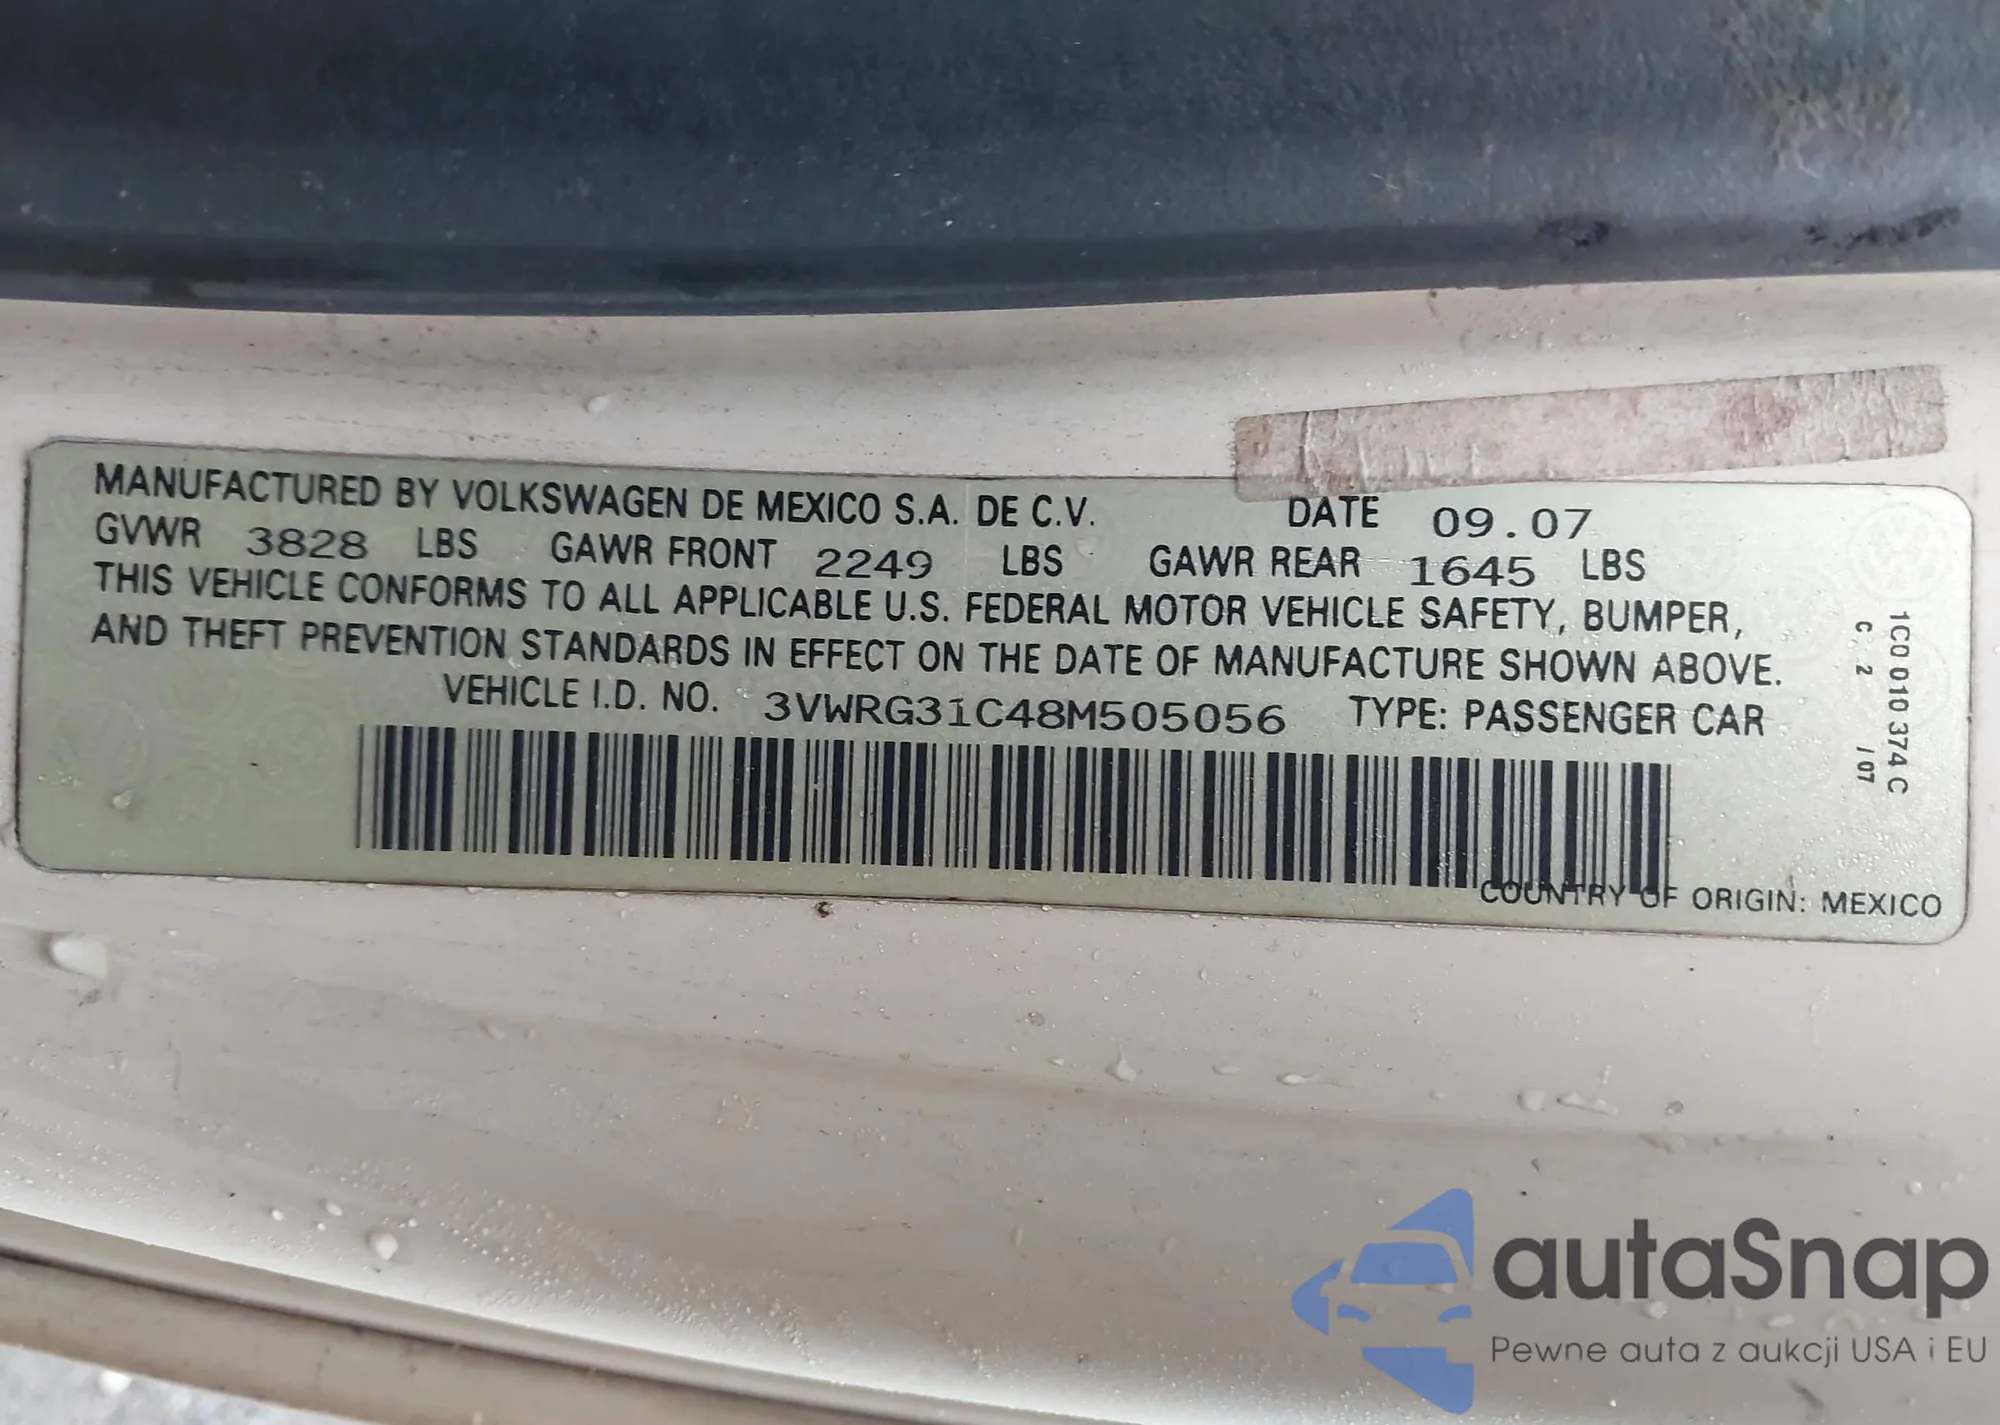 MANUFACTURED BY VOLKSWAGEN DE MEXICO S.A. DE C.V. DATE 09.07
GVWR 3828 LBS GAWR FRONT 2249 LBS GAWR REAR 1645 LBS
THIS VEHICLE CONFORMS TO ALL APPLICABLE U.S. FEDERAL MOTOR VEHICLE SAFETY, BUMPER,
AND THEFT PREVENTION STANDARDS IN EFFECT ON THE DATE OF MANUFACTURE SHOWN ABOVE.
VEHICLE I.D. NO. 3VWRG31C48M505056 TYPE: PASSENGER CAR
COUNTRY OF ORIGIN: MEXICO
1C0 010 374 C
C 2 / 07
autaSnap
Pewne auta z aukcji USA i EU